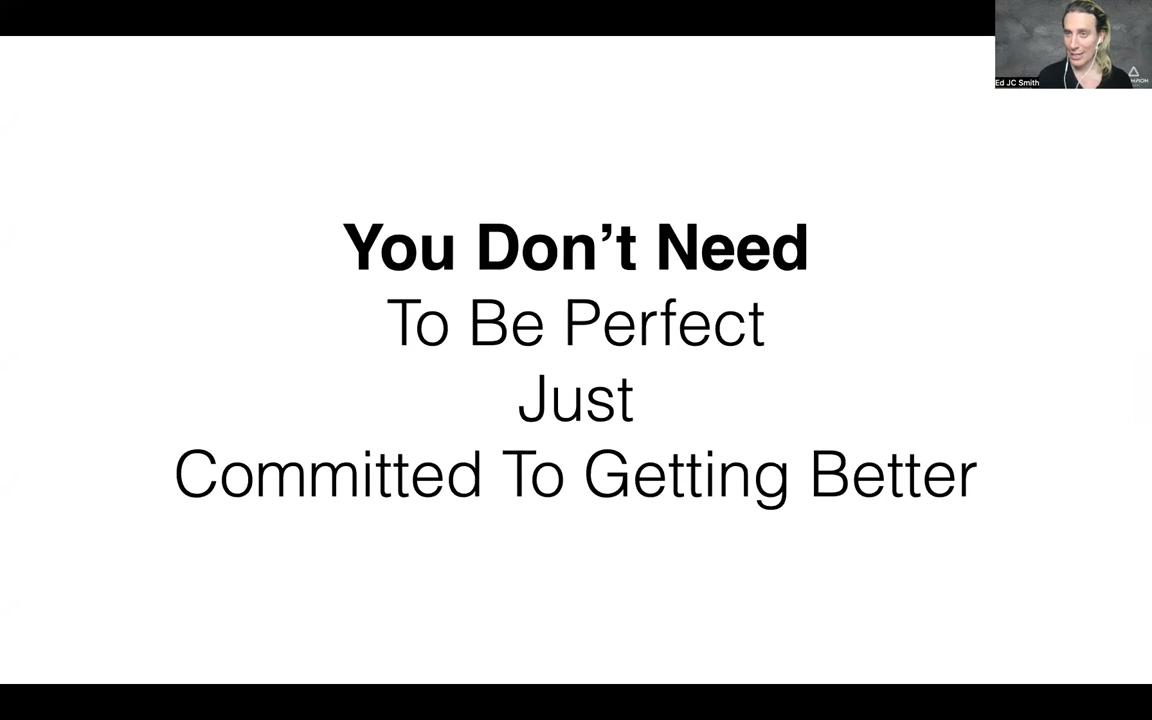 Ed JC Smith
You Don’t Need
To Be Perfect
Just
Committed To Getting Better